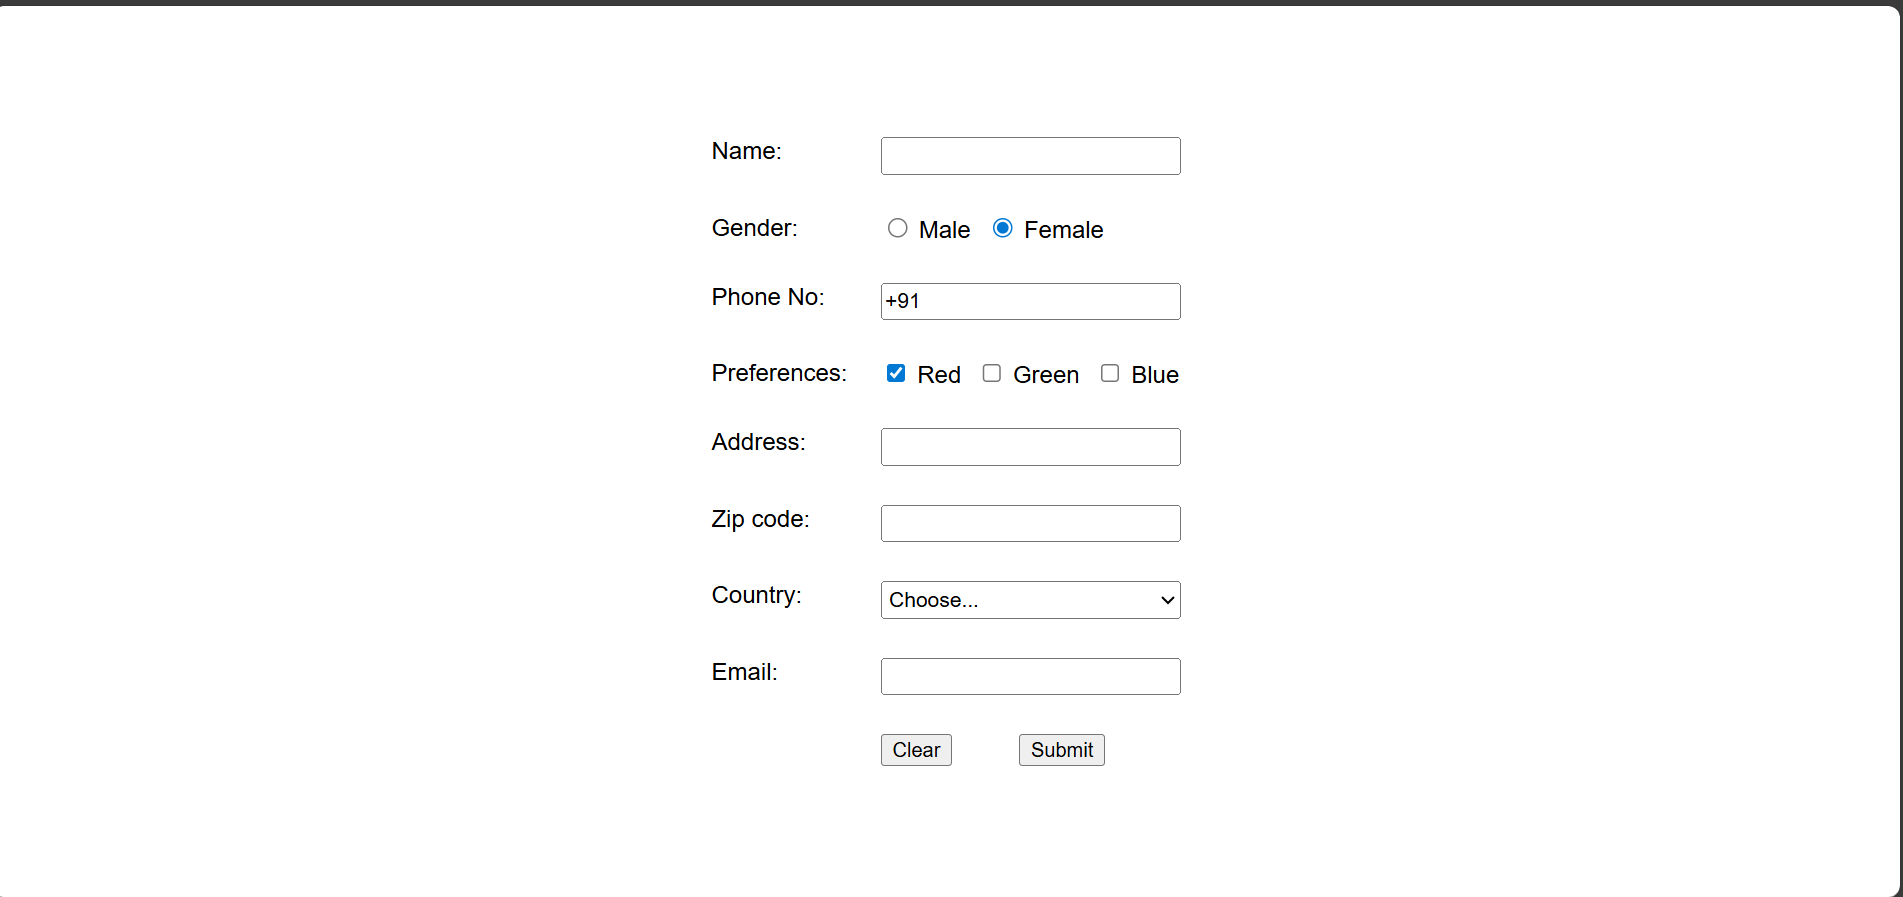 Name:
Gender: Male Female
Phone No: +91
Preferences: Red Green Blue
Address:
Zip code:
Country: Choose...
Email:
Clear Submit